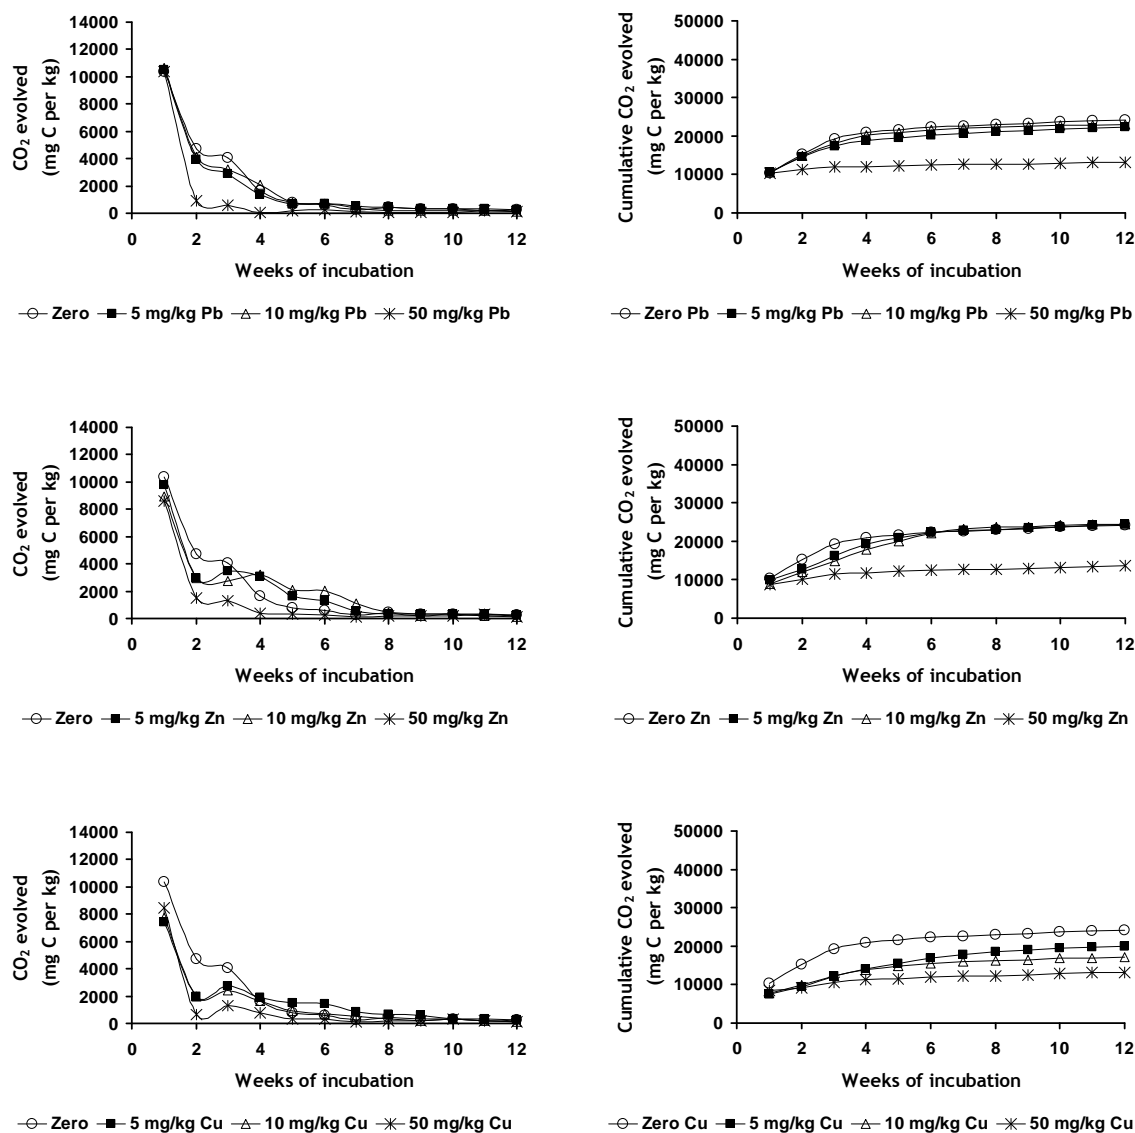 14000
12000
10000
8000
6000
4000
2000
0
CO2 evolved
(mg C per kg)
0 2 4 6 8 10 12
Weeks of incubation
Zero 5 mg/kg Pb 10 mg/kg Pb 50 mg/kg Pb
50000
40000
30000
20000
10000
0
Cumulative CO2 evolved
(mg C per kg)
0 2 4 6 8 10 12
Weeks of incubation
Zero Pb 5 mg/kg Pb 10 mg/kg Pb 50 mg/kg Pb
14000
12000
10000
8000
6000
4000
2000
0
CO2 evolved
(mg C per kg)
0 2 4 6 8 10 12
Weeks of incubation
Zero 5 mg/kg Zn 10 mg/kg Zn 50 mg/kg Zn
50000
40000
30000
20000
10000
0
Cumulative CO2 evolved
(mg C per kg)
0 2 4 6 8 10 12
Weeks of incubation
Zero Zn 5 mg/kg Zn 10 mg/kg Zn 50 mg/kg Zn
14000
12000
10000
8000
6000
4000
2000
0
CO2 evolved
(mg C per kg)
0 2 4 6 8 10 12
Weeks of incubation
Zero 5 mg/kg Cu 10 mg/kg Cu 50 mg/kg Cu
50000
40000
30000
20000
10000
0
Cumulative CO2 evolved
(mg C per kg)
0 2 4 6 8 10 12
Weeks of incubation
Zero Cu 5 mg/kg Cu 10 mg/kg Cu 50 mg/kg Cu